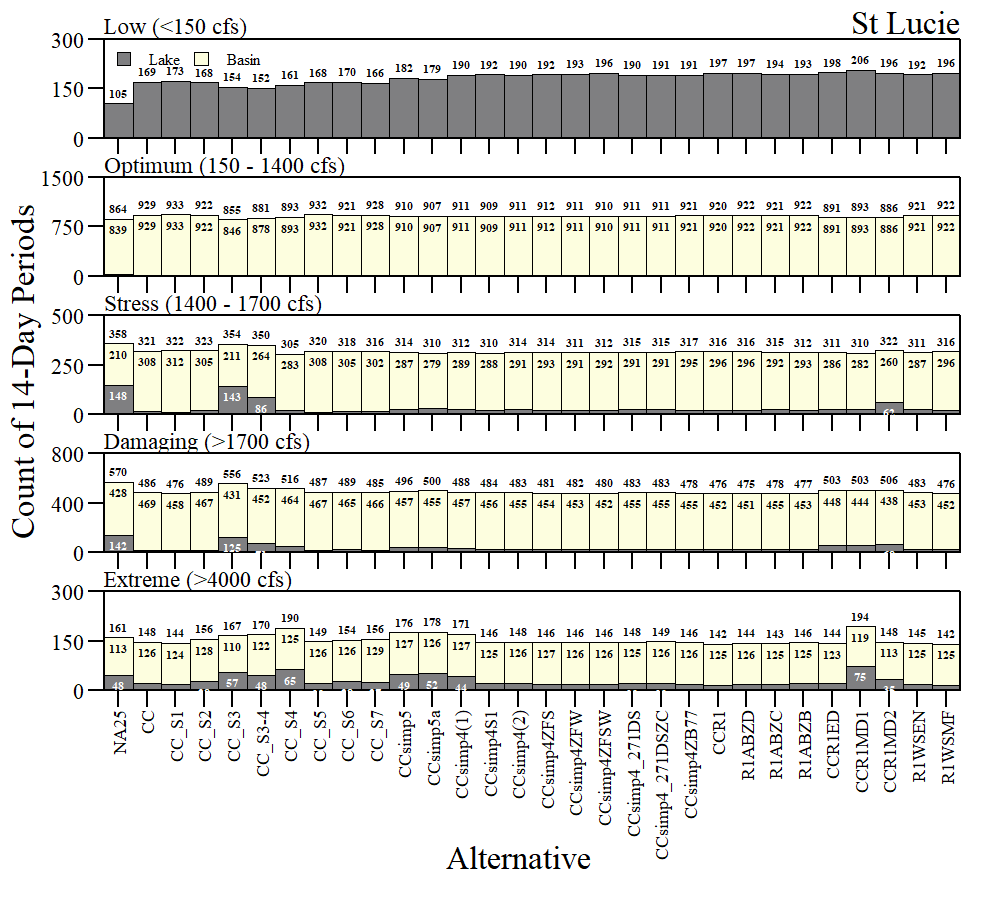 St Lucie
Low (<150 cfs)
Lake Basin
300
150
0
105 169 173 168 154 152 161 168 170 166 182 179 190 192 190 192 193 196 190 191 191 197 197 194 193 198 206 196 192 196
Optimum (150 - 1400 cfs)
1500
750
0
864 929 933 922 855 881 893 932 921 928 910 907 911 909 911 912 911 910 911 911 921 920 922 921 922 891 893 886 921 922
839 929 933 922 846 878 893 932 921 928 910 907 911 909 911 912 911 910 911 911 921 920 922 921 922 891 893 886 921 922
Stress (1400 - 1700 cfs)
500
250
0
358 321 322 323 354 350 305 320 318 316 314 310 312 310 314 314 311 312 315 315 317 316 316 315 312 311 310 322 311 316
210 308 312 305 211 264 283 308 305 302 287 279 289 288 291 293 291 292 291 291 295 296 296 292 293 286 282 260 287 296
148 143 86 62
Damaging (>1700 cfs)
800
400
0
570 486 476 489 556 523 516 487 489 485 496 500 488 484 483 481 482 480 483 483 478 476 475 478 477 503 503 506 483 476
428 469 458 467 431 452 464 467 465 466 457 455 457 456 455 454 453 452 455 455 455 452 451 455 453 448 444 438 453 452
142 125
Extreme (>4000 cfs)
300
150
0
161 148 144 156 167 170 190 149 154 156 176 178 171 146 148 146 146 146 148 149 146 142 144 143 146 144 194 148 145 142
113 126 124 128 110 122 125 126 126 129 127 126 127 125 126 127 126 126 125 126 126 125 126 125 125 123 119 113 125 125
48 57 48 65 49 52 44 75 35
NA25
CC
CC_S1
CC_S2
CC_S3
CC_S3-4
CC_S4
CC_S5
CC_S6
CC_S7
CCsimp5
CCsimp5a
CCsimp4(1)
CCsimp4S1
CCsimp4(2)
CCsimp4ZFS
CCsimp4ZFW
CCsimp4ZFSW
CCsimp4_271DS
CCsimp4_271DSZC
CCsimp4ZB77
CCR1
R1ABZD
R1ABZC
R1ABZB
CCR1ED
CCR1MD1
CCR1MD2
R1WSEN
R1WSMF
Count of 14-Day Periods
Alternative